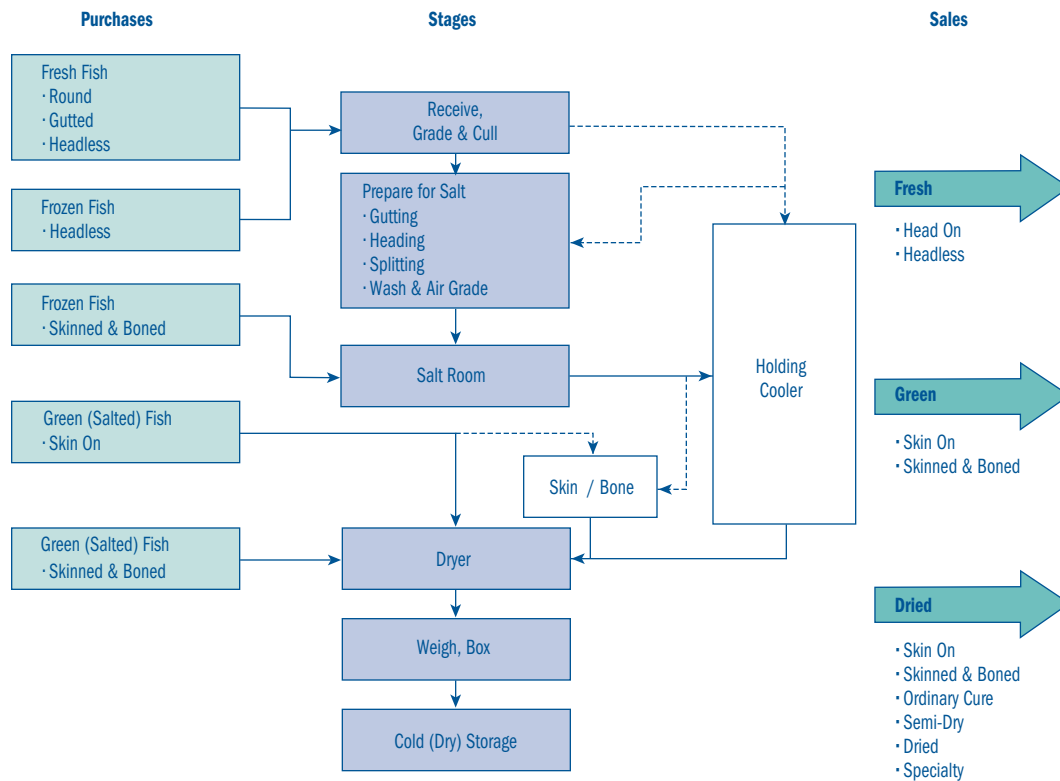 Purchases
Stages
Sales
Fresh Fish
· Round
· Gutted
· Headless
Frozen Fish
· Headless
Frozen Fish
· Skinned & Boned
Green (Salted) Fish
· Skin On
Green (Salted) Fish
· Skinned & Boned
Receive,
Grade & Cull
Prepare for Salt
· Gutting
· Heading
· Splitting
· Wash & Air Grade
Salt Room
Skin / Bone
Dryer
Weigh, Box
Cold (Dry) Storage
Holding
Cooler
Fresh
· Head On
· Headless
Green
· Skin On
· Skinned & Boned
Dried
· Skin On
· Skinned & Boned
· Ordinary Cure
· Semi-Dry
· Dried
· Specialty